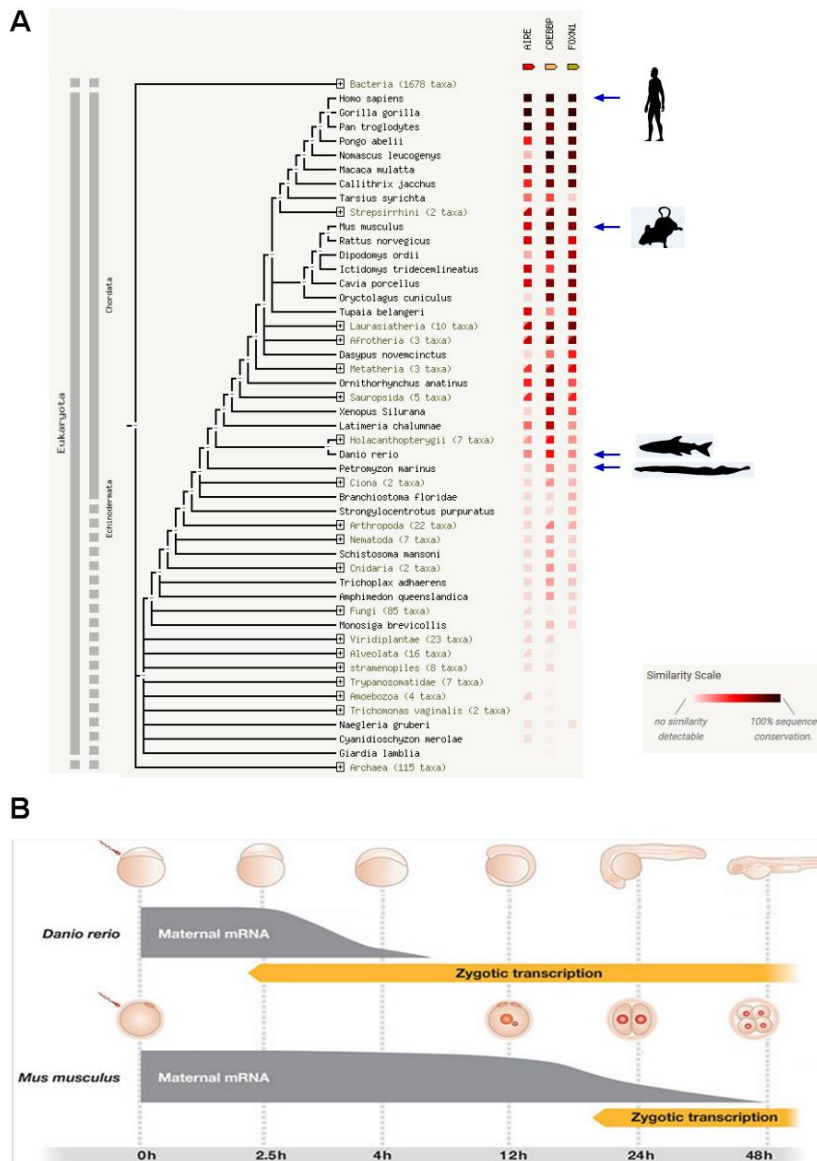 A
AIRE
CREBBP
FOXN1
Eukaryota
Chordata
Echinodermata
Bacteria (1678 taxa)
Homo sapiens
Gorilla gorilla
Pan troglodytes
Pongo abelii
Nomascus leucogenys
Macaca mulatta
Callithrix jacchus
Tarsius syrichta
Strepsirrhini (2 taxa)
Mus musculus
Rattus norvegicus
Dipodomys ordii
Ictidomys tridecemlineatus
Cavia porcellus
Oryctolagus cuniculus
Tupaia belangeri
Laurasiatheria (10 taxa)
Afrotheria (3 taxa)
Dasypus novemcinctus
Metatheria (3 taxa)
Ornithorhynchus anatinus
Sauropsida (5 taxa)
Xenopus Silurana
Latimeria chalumnae
Holacanthopterygii (7 taxa)
Danio rerio
Petromyzon marinus
Ciona (2 taxa)
Branchiostoma floridae
Strongylocentrotus purpuratus
Arthropoda (22 taxa)
Nematoda (7 taxa)
Schistosoma mansoni
Cnidaria (2 taxa)
Trichoplax adhaerens
Amphimedon queenslandica
Fungi (85 taxa)
Monosiga brevicollis
Viridiplantae (23 taxa)
Alveolata (16 taxa)
stramenopiles (8 taxa)
Trypanosomatidae (7 taxa)
Amoebozoa (4 taxa)
Trichomonas vaginalis (2 taxa)
Naegleria gruberi
Cyanidioschyzon merolae
Giardia lamblia
Archaea (115 taxa)
Similarity Scale
no similarity detectable
100% sequence conservation.
B
Danio rerio
Maternal mRNA
Zygotic transcription
Mus musculus
Maternal mRNA
Zygotic transcription
0h 2.5h 4h 12h 24h 48h